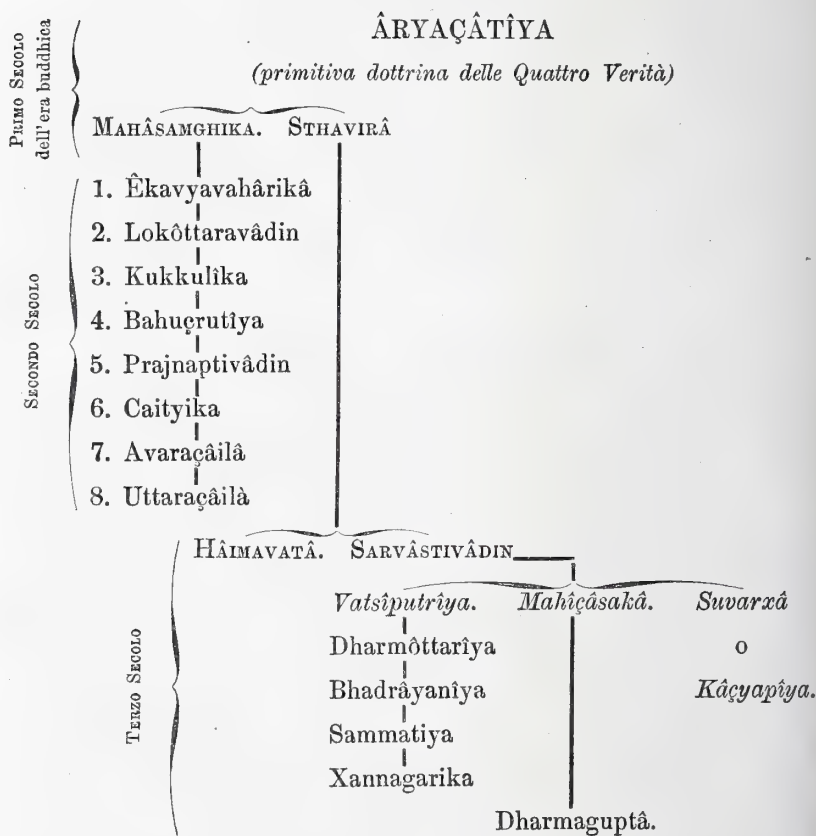 ÂRYAÇÂTÎYA
(primitiva dottrina delle Quattro Verità)
PRIMO SECOLO
dell'era buddhica
MAHÂSAMGHIKA. STHAVIRÂ
SECONDO SECOLO
1. Êkavyavahârikâ
2. Lokôttaravâdin
3. Kukkulîka
4. Bahuçrutîya
5. Prajnaptivâdin
6. Caityika
7. Avaraçâilâ
8. Uttaraçâilà
TERZO SECOLO
HÂIMAVATÂ. SARVÂSTIVÂDIN
Vatsîputrîya. Mahîçâsakâ. Suvarxâ
Dharmôttarîya o
Bhadrâyanîya Kâçyapîya.
Sammatiya
Xannagarika
Dharmaguptâ.